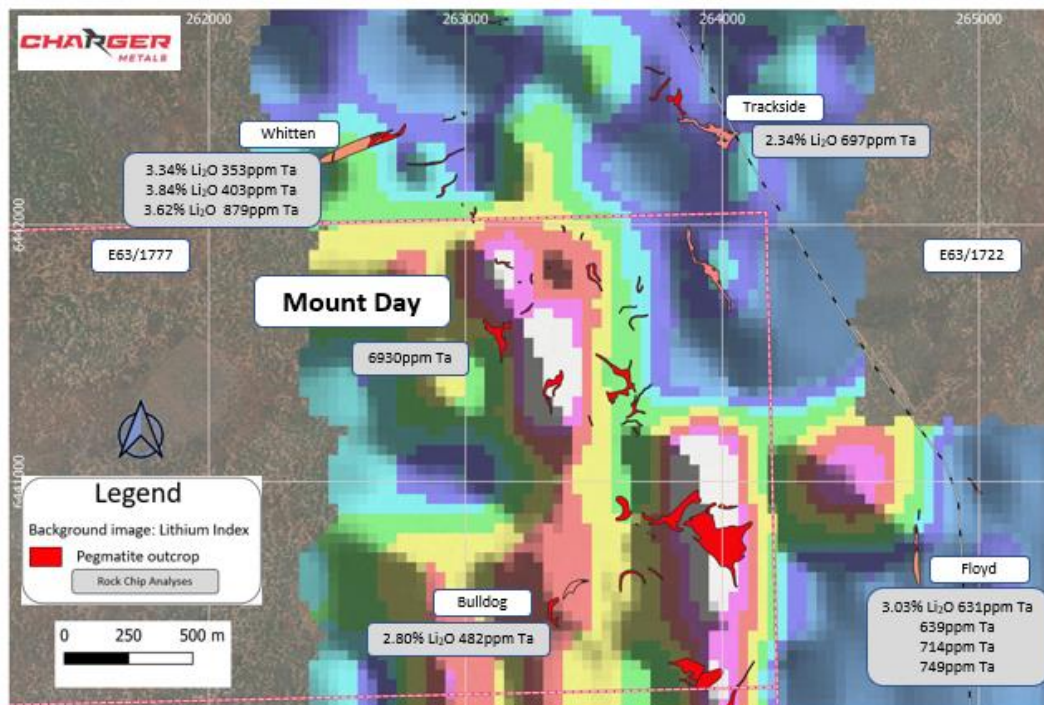 262000
263000
264000
265000
CHARGER
METALS
Trackside
2.34% Li₂O 697ppm Ta
Whitten
3.34% Li₂O 353ppm Ta
3.84% Li₂O 403ppm Ta
3.62% Li₂O 879ppm Ta
6442000
E63/1777
E63/1722
Mount Day
6930ppm Ta
6441000
Legend
Background image: Lithium Index
Pegmatite outcrop
Rock Chip Analyses
0 250 500 m
Bulldog
2.80% Li₂O 482ppm Ta
Floyd
3.03% Li₂O 631ppm Ta
639ppm Ta
714ppm Ta
749ppm Ta